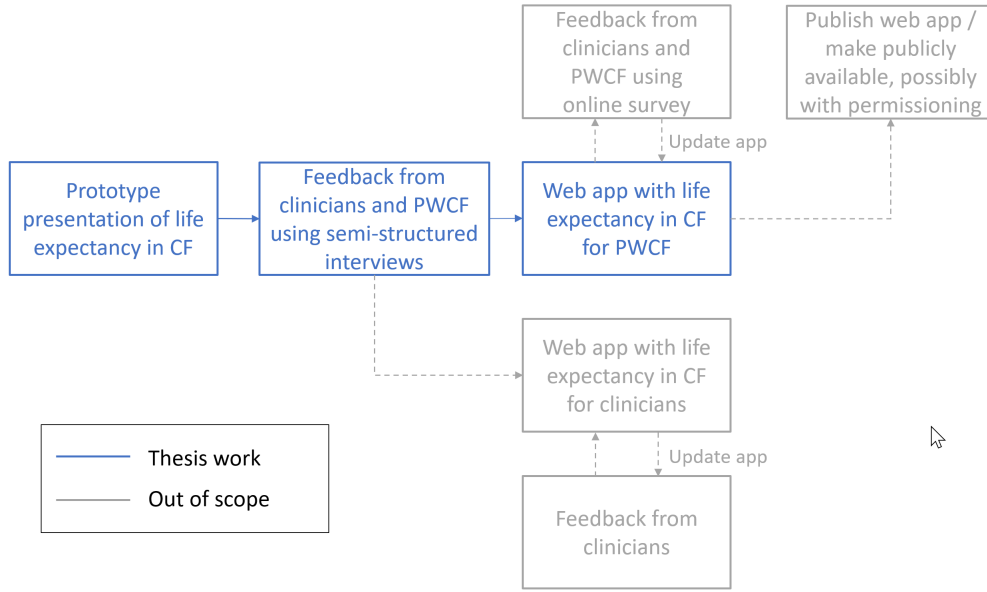 Feedback from
clinicians and
PWCF using
online survey
Publish web app /
make publicly
available, possibly
with permissioning
Update app
Prototype
presentation of life
expectancy in CF
Feedback from
clinicians and PWCF
using semi-structured
interviews
Web app with life
expectancy in CF
for PWCF
Web app with life
expectancy in CF
for clinicians
Update app
Feedback from
clinicians
Thesis work
Out of scope